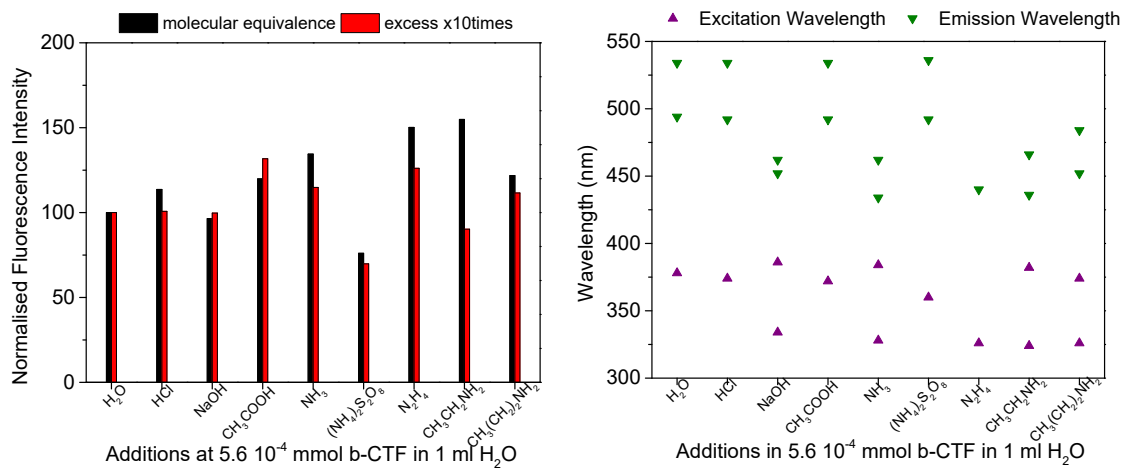 molecular equivalence
excess x10times
Normalised Fluorescence Intensity
200
150
100
50
0
H₂O
HCl
NaOH
CH₃COOH
NH₃
(NH₄)₂S₂O₈
N₂H₄
CH₃CH₂NH₂
CH₃(CH₂)₂NH₂
Additions at 5.6 10⁻⁴ mmol b-CTF in 1 ml H₂O
Excitation Wavelength
Emission Wavelength
Wavelength (nm)
550
500
450
400
350
300
H₂O
HCl
NaOH
CH₃COOH
NH₃
(NH₄)₂S₂O₈
N₂H₄
CH₃CH₂NH₂
CH₃(CH₂)₂NH₂
Additions in 5.6 10⁻⁴ mmol b-CTF in 1 ml H₂O